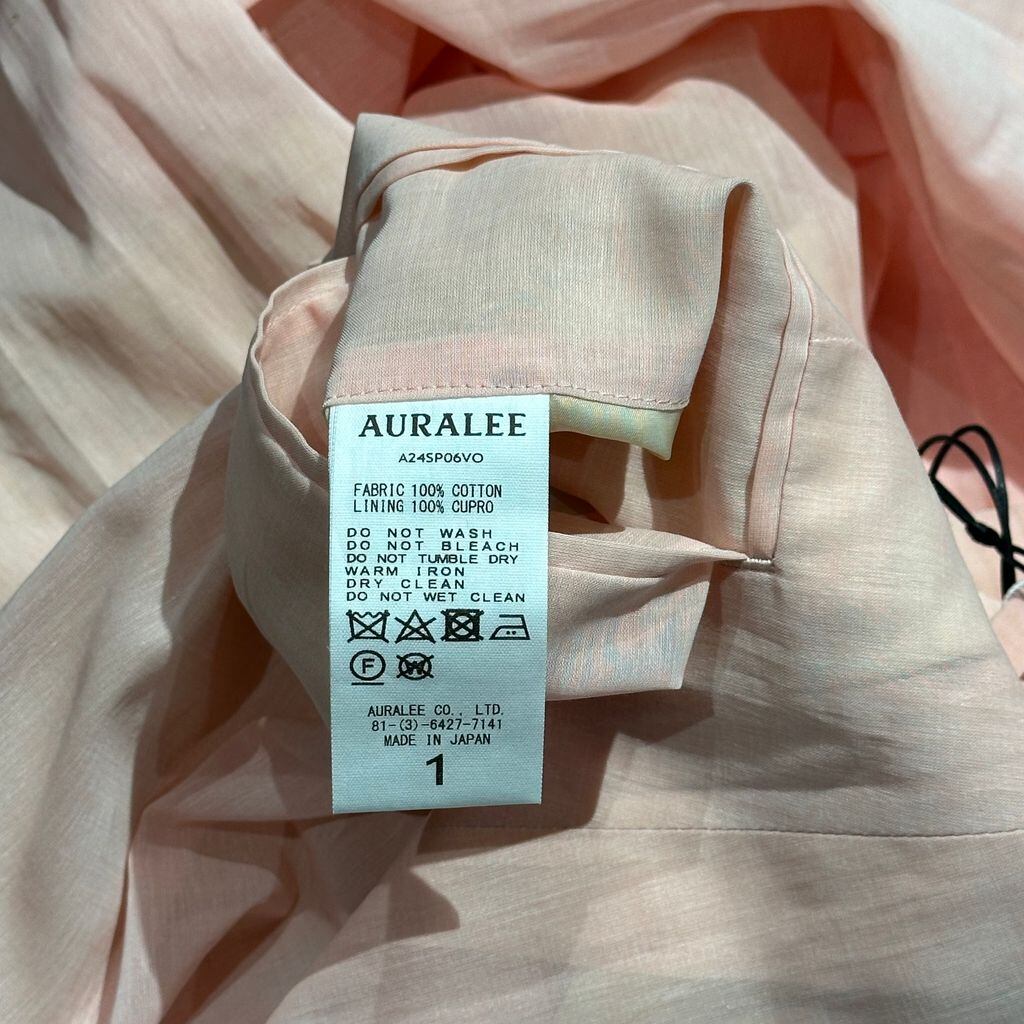 AURALEE
A24SP06VO
FABRIC 100% COTTON
LINING 100% CUPRO
DO NOT WASH
DO NOT BLEACH
DO NOT TUMBLE DRY
WARM IRON
DRY CLEAN
DO NOT WET CLEAN
F W
AURALEE CO., LTD.
81-(3)-6427-7141
MADE IN JAPAN
1